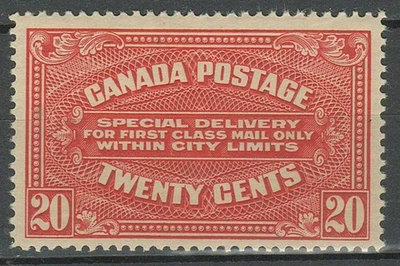 CANADA POSTAGE
SPECIAL DELIVERY
FOR FIRST CLASS MAIL ONLY
WITHIN CITY LIMITS
TWENTY CENTS
20 20